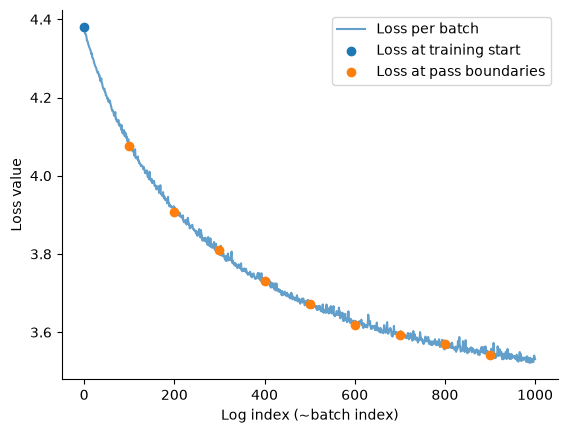 4.4
4.2
4.0
3.8
3.6
Loss value
Loss per batch
Loss at training start
Loss at pass boundaries
0 200 400 600 800 1000
Log index (~batch index)